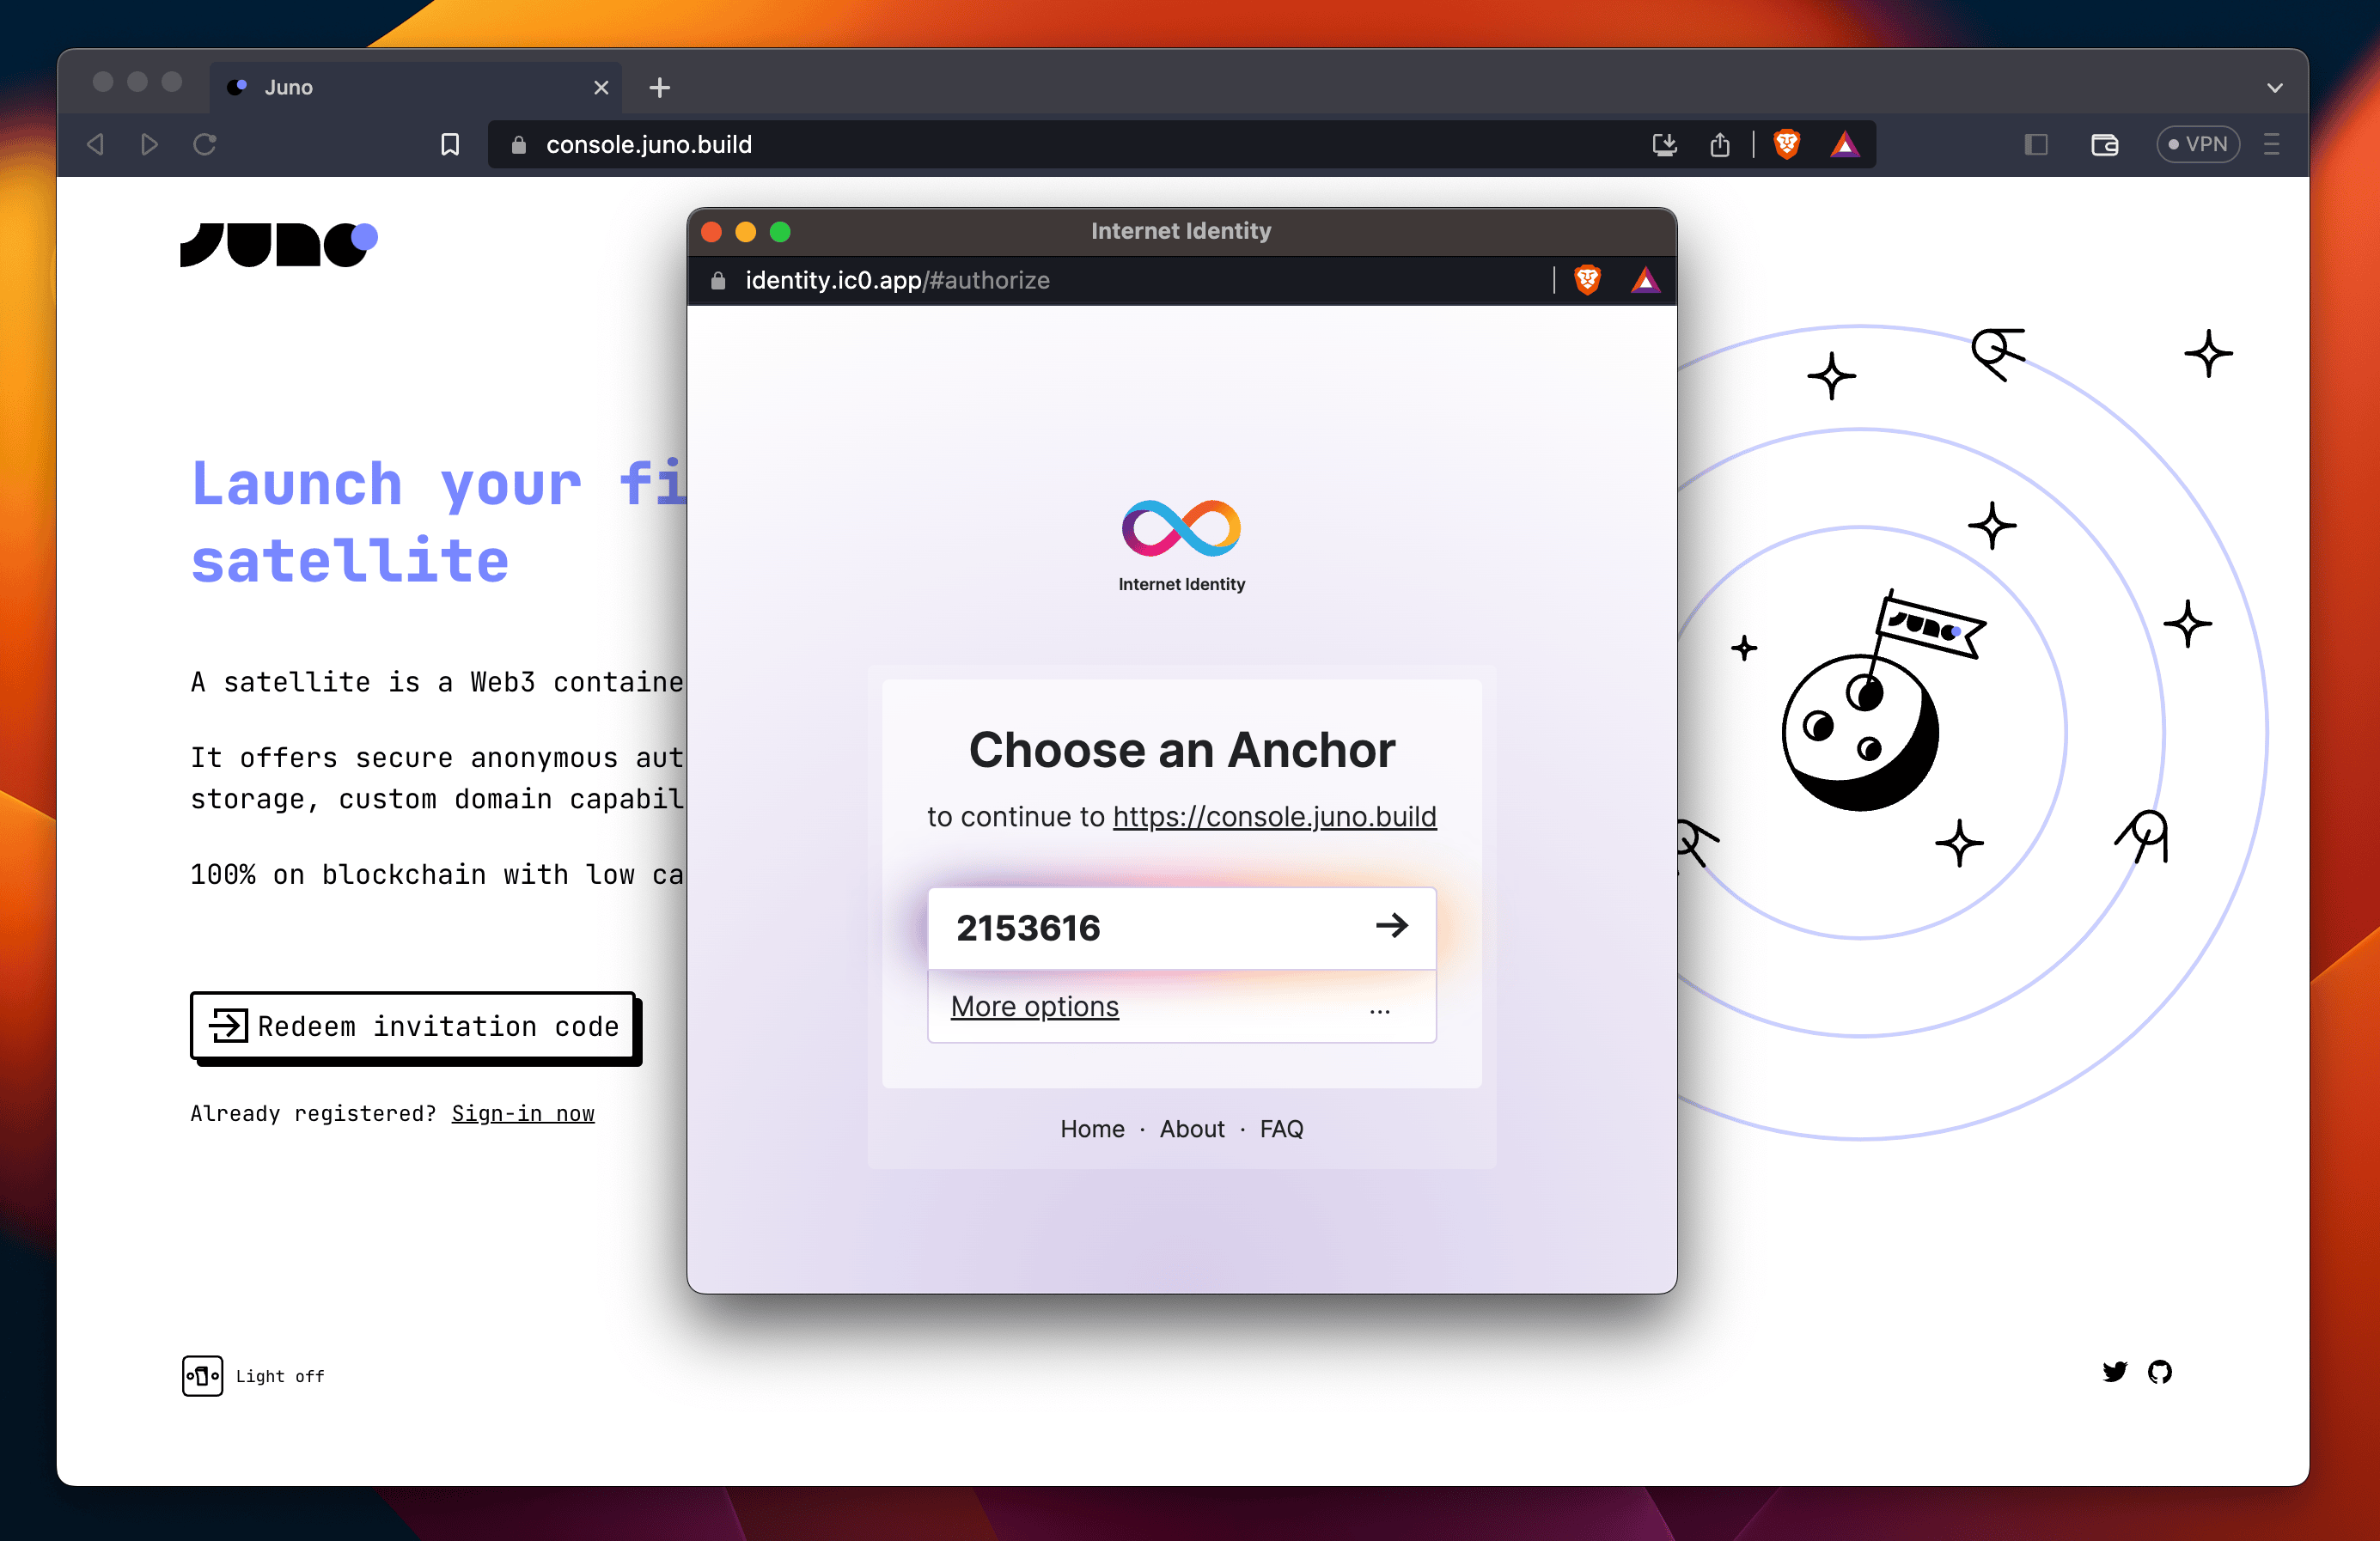 Juno
console.juno.build
VPN
JUNO
Internet Identity
identity.ic0.app/#authorize
Launch your fi
satellite
A satellite is a Web3 containe
It offers secure anonymous aut
storage, custom domain capabil
100% on blockchain with low ca
Redeem invitation code
Already registered? Sign-in now
Light off
Internet Identity
Choose an Anchor
to continue to https://console.juno.build
2153616
More options
...
Home · About · FAQ
JUNO